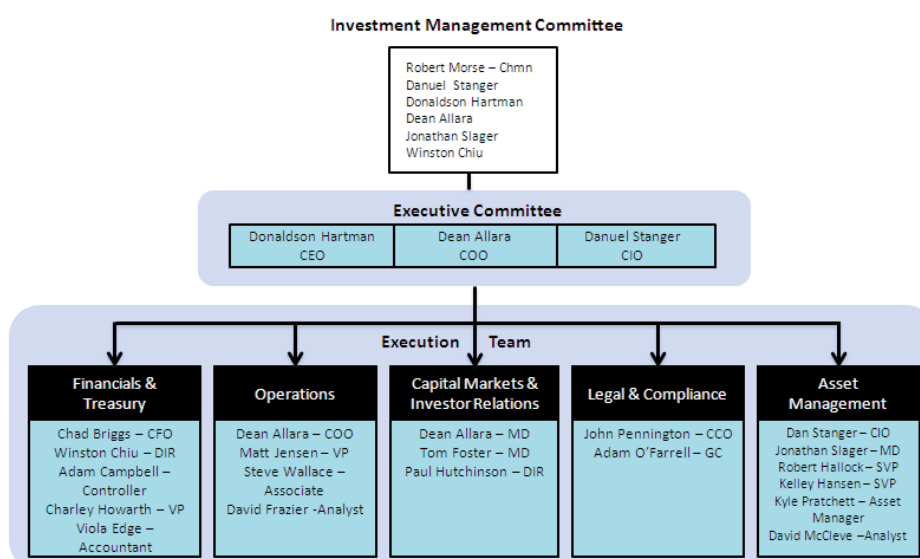 Investment Management Committee
Robert Morse – Chmn
Danuel Stanger
Donaldson Hartman
Dean Allara
Jonathan Slager
Winston Chiu
Executive Committee
Donaldson Hartman
CEO
Dean Allara
COO
Danuel Stanger
CIO
Execution Team
Financials &
Treasury
Chad Briggs – CFO
Winston Chiu – DIR
Adam Campbell –
Controller
Charley Howarth – VP
Viola Edge –
Accountant
Operations
Dean Allara – COO
Matt Jensen – VP
Steve Wallace –
Associate
David Frazier -Analyst
Capital Markets &
Investor Relations
Dean Allara – MD
Tom Foster – MD
Paul Hutchinson – DIR
Legal & Compliance
John Pennington – CCO
Adam O’Farrell – GC
Asset
Management
Dan Stanger – CIO
Jonathan Slager – MD
Robert Hallock – SVP
Kelley Hansen – SVP
Kyle Pratchett – Asset
Manager
David McCleve –Analyst